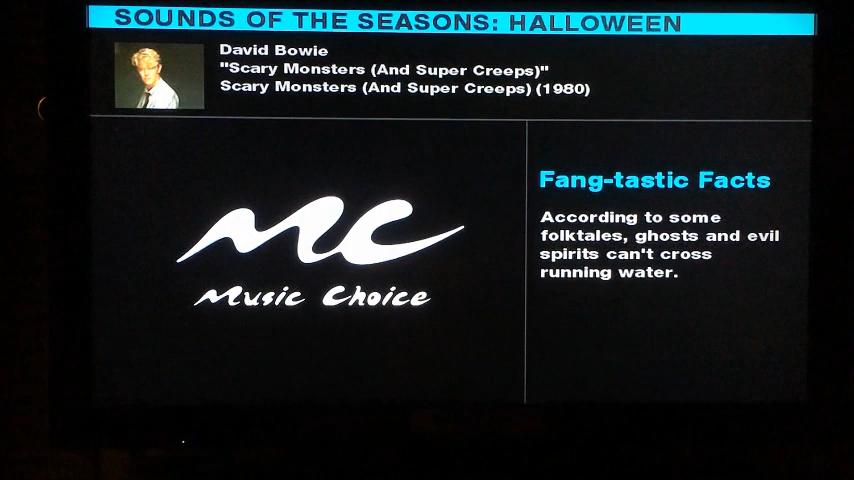 SOUNDS OF THE SEASONS: HALLOWEEN
David Bowie
"Scary Monsters (And Super Creeps)"
Scary Monsters (And Super Creeps) (1980)
MC
Music Choice
Fang-tastic Facts
According to some
folktales, ghosts and evil
spirits can't cross
running water.